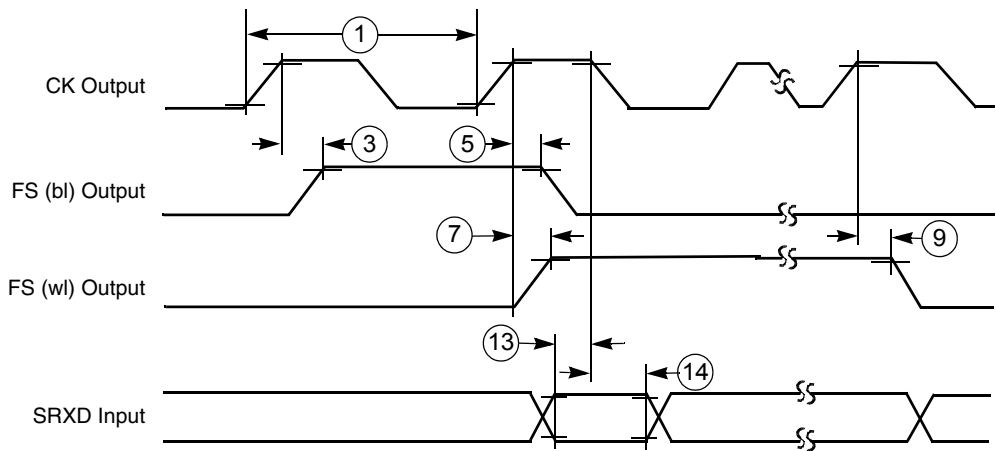 1
CK Output
3
5
FS (bl) Output
7
9
FS (wl) Output
13
14
SRXD Input